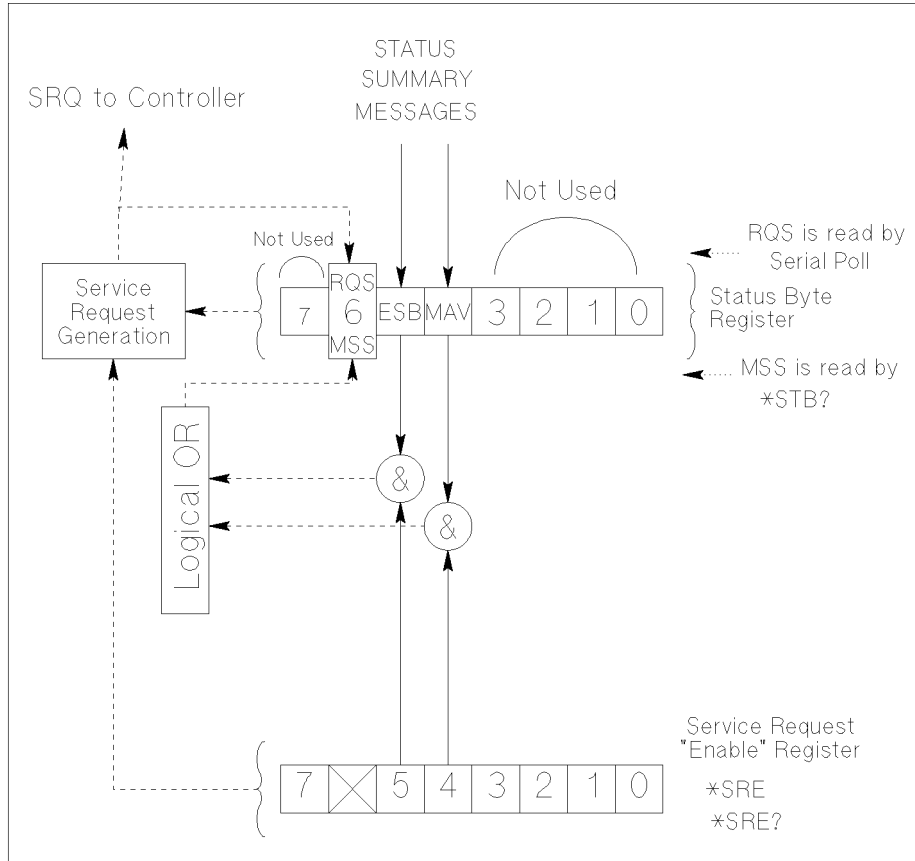 STATUS
SUMMARY
MESSAGES
SRQ to Controller
Not Used
Not Used
RQS is read by
Serial Poll
Service
Request
Generation
7
RQS
6
MSS
ESB
MAV
3
2
1
0
Status Byte
Register
MSS is read by
*STB?
Logical OR
&
&
Service Request
"Enable" Register
7
5
4
3
2
1
0
*SRE
*SRE?